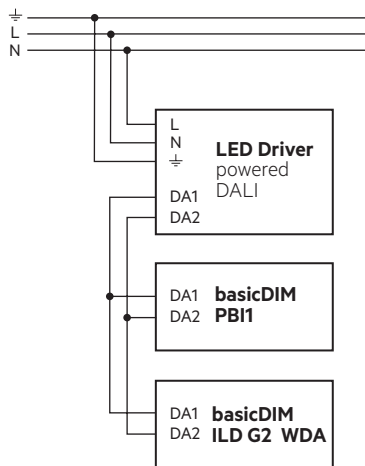 ⏚
L
N
L
N
⏚
LED Driver
powered
DALI
DA1
DA2
DA1 basicDIM
DA2 PBI1
DA1 basicDIM
DA2 ILD G2 WDA